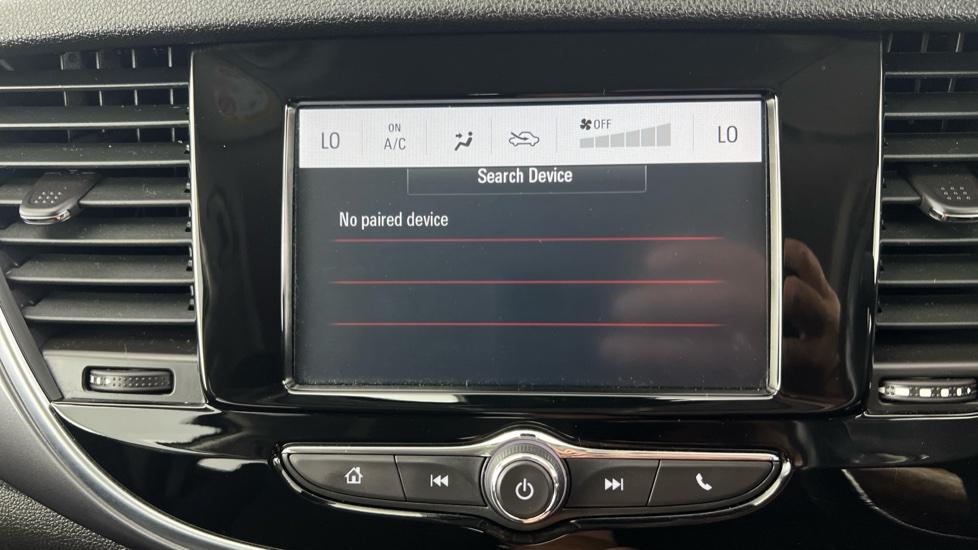 LO ON A/C OFF LO
Search Device
No paired device